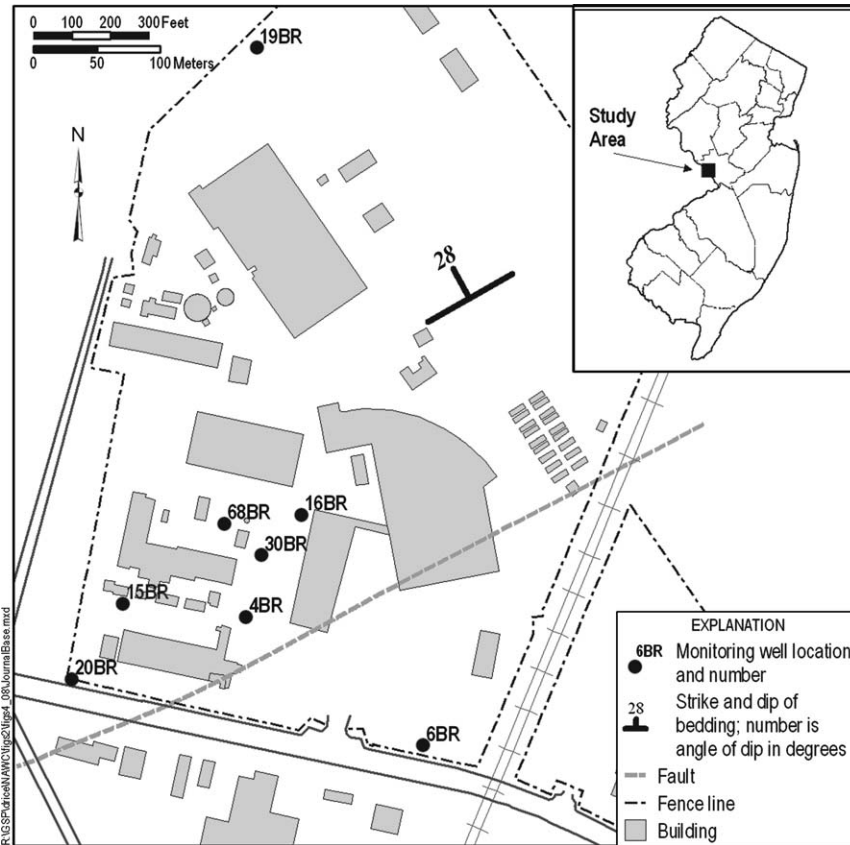 0 100 200 300 Feet
0 50 100 Meters
19BR
N
Study
Area
28
16BR
68BR
30BR
15BR
4BR
20BR
6BR
EXPLANATION
6BR Monitoring well location
and number
28 Strike and dip of
bedding; number is
angle of dip in degrees
Fault
Fence line
Building